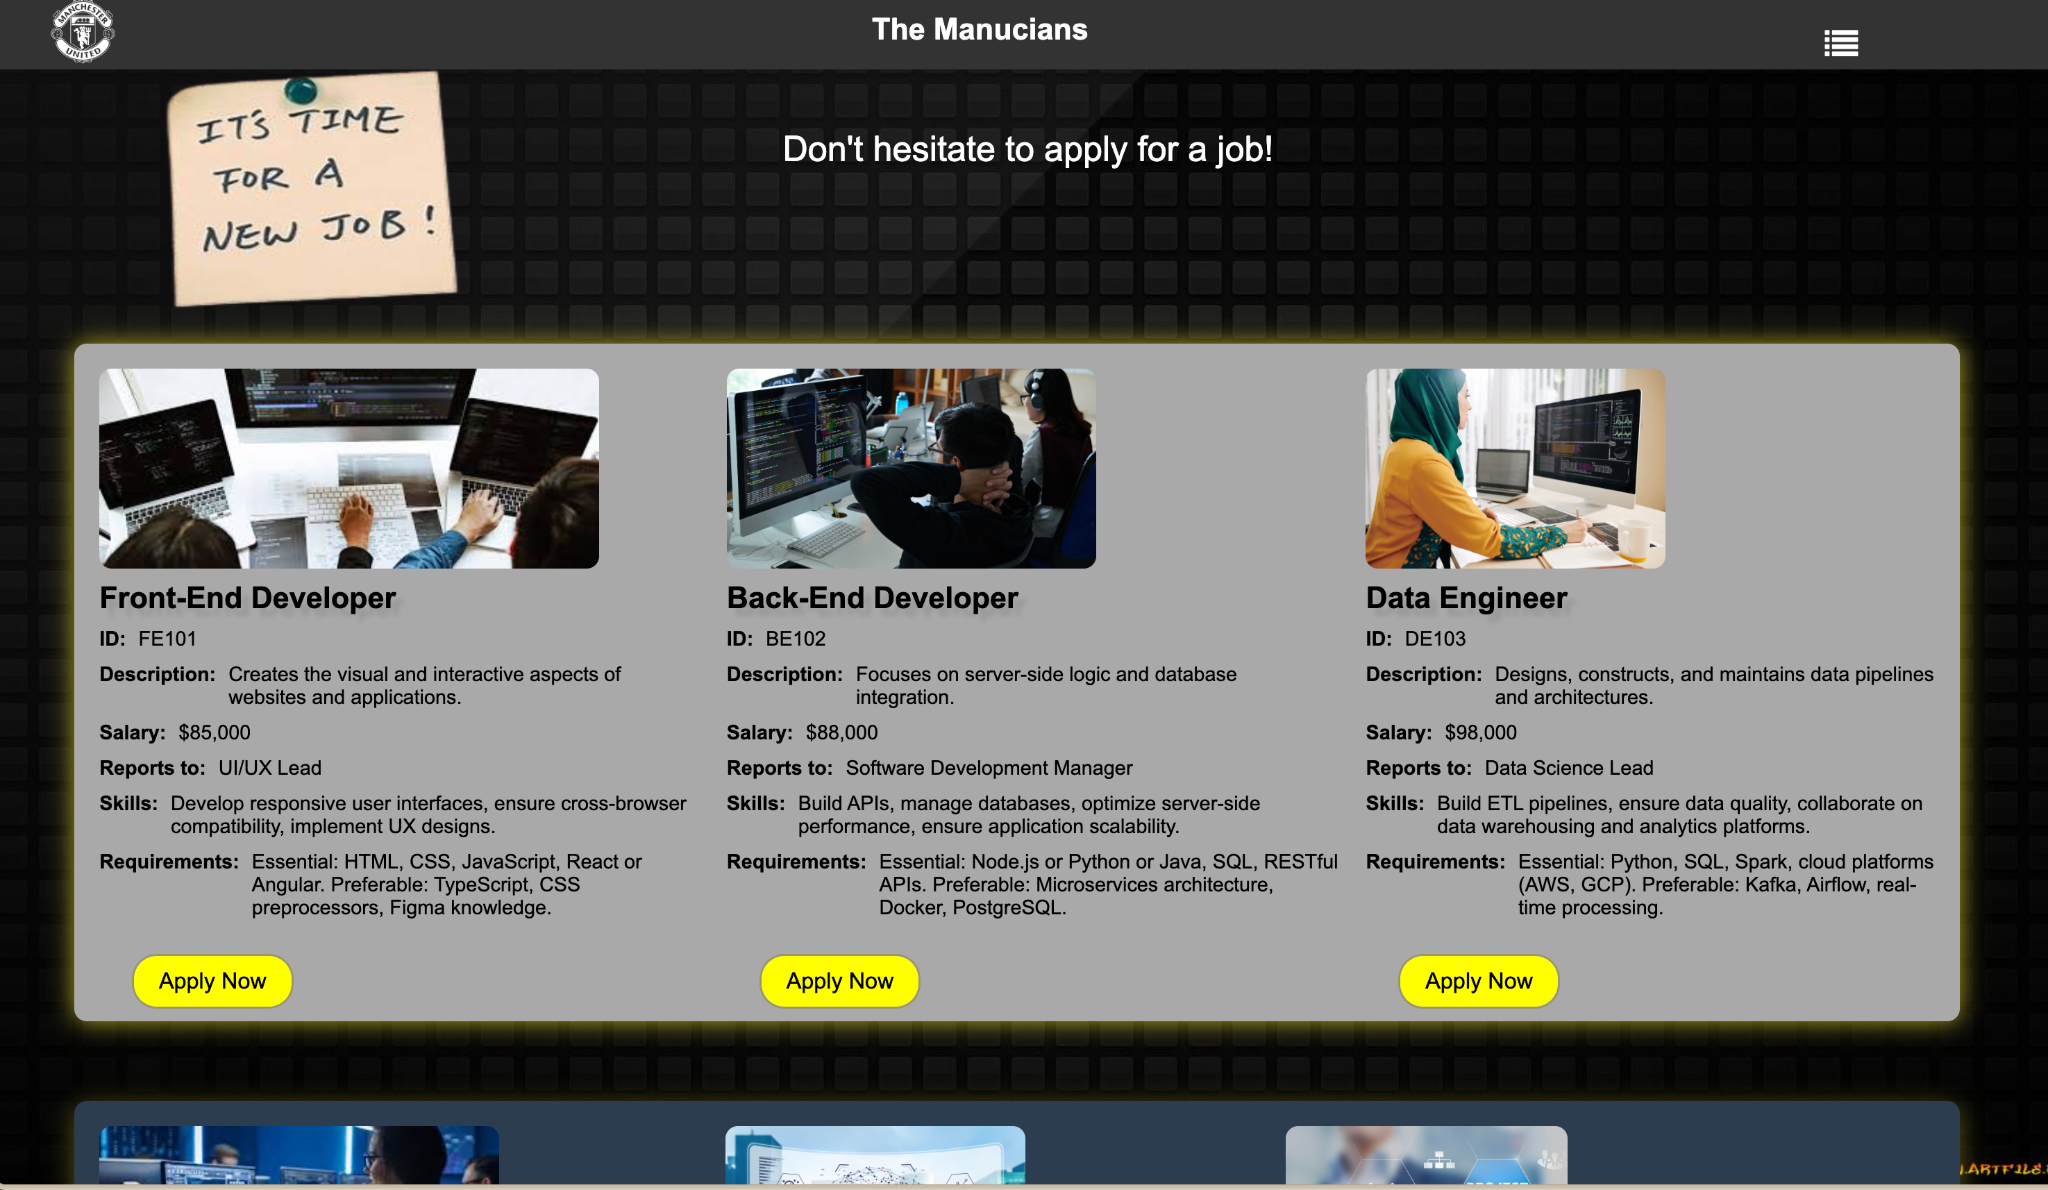 MANCHESTER
UNITED
The Manucians
IT'S TIME
FOR A
NEW JOB!
Don't hesitate to apply for a job!
Front-End Developer
ID: FE101
Description: Creates the visual and interactive aspects of
websites and applications.
Salary: $85,000
Reports to: UI/UX Lead
Skills: Develop responsive user interfaces, ensure cross-browser
compatibility, implement UX designs.
Requirements: Essential: HTML, CSS, JavaScript, React or
Angular. Preferable: TypeScript, CSS
preprocessors, Figma knowledge.
Apply Now
Back-End Developer
ID: BE102
Description: Focuses on server-side logic and database
integration.
Salary: $88,000
Reports to: Software Development Manager
Skills: Build APIs, manage databases, optimize server-side
performance, ensure application scalability.
Requirements: Essential: Node.js or Python or Java, SQL, RESTful
APIs. Preferable: Microservices architecture,
Docker, PostgreSQL.
Apply Now
Data Engineer
ID: DE103
Description: Designs, constructs, and maintains data pipelines
and architectures.
Salary: $98,000
Reports to: Data Science Lead
Skills: Build ETL pipelines, ensure data quality, collaborate on
data warehousing and analytics platforms.
Requirements: Essential: Python, SQL, Spark, cloud platforms
(AWS, GCP). Preferable: Kafka, Airflow, real-
time processing.
Apply Now